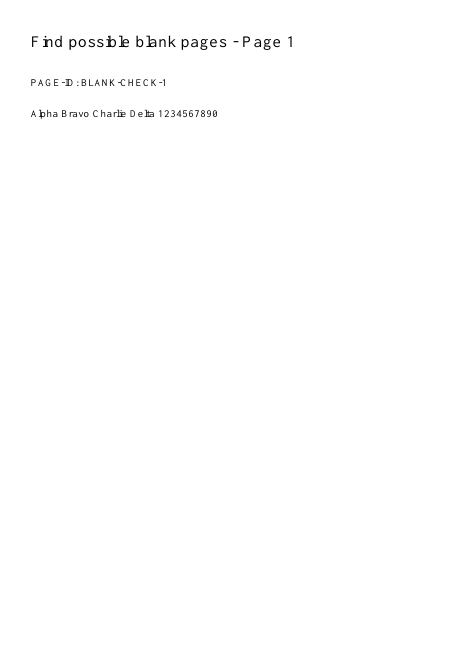 Find possible blank pages - Page 1
PAGE-ID: BLANK-CHECK-1
Alpha Bravo Charlie Delta 1234567890